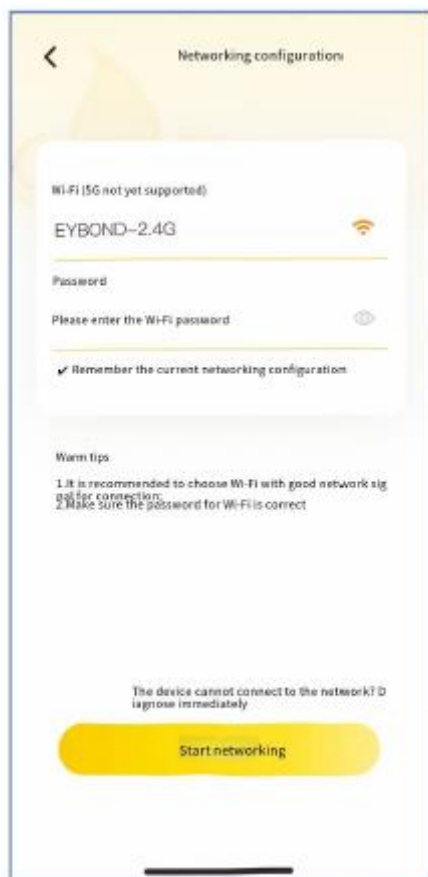 Networking configuration
Wi-Fi (5G not yet supported)
EYBOND-2.4G
Password
Please enter the Wi-Fi password
✔ Remember the current networking configuration
Warm tips
1.It is recommended to choose Wi-Fi with good network sig
nal for connection;
2.Make sure the password for Wi-Fi is correct
The device cannot connect to the network? D
iagnose immediately
Start networking